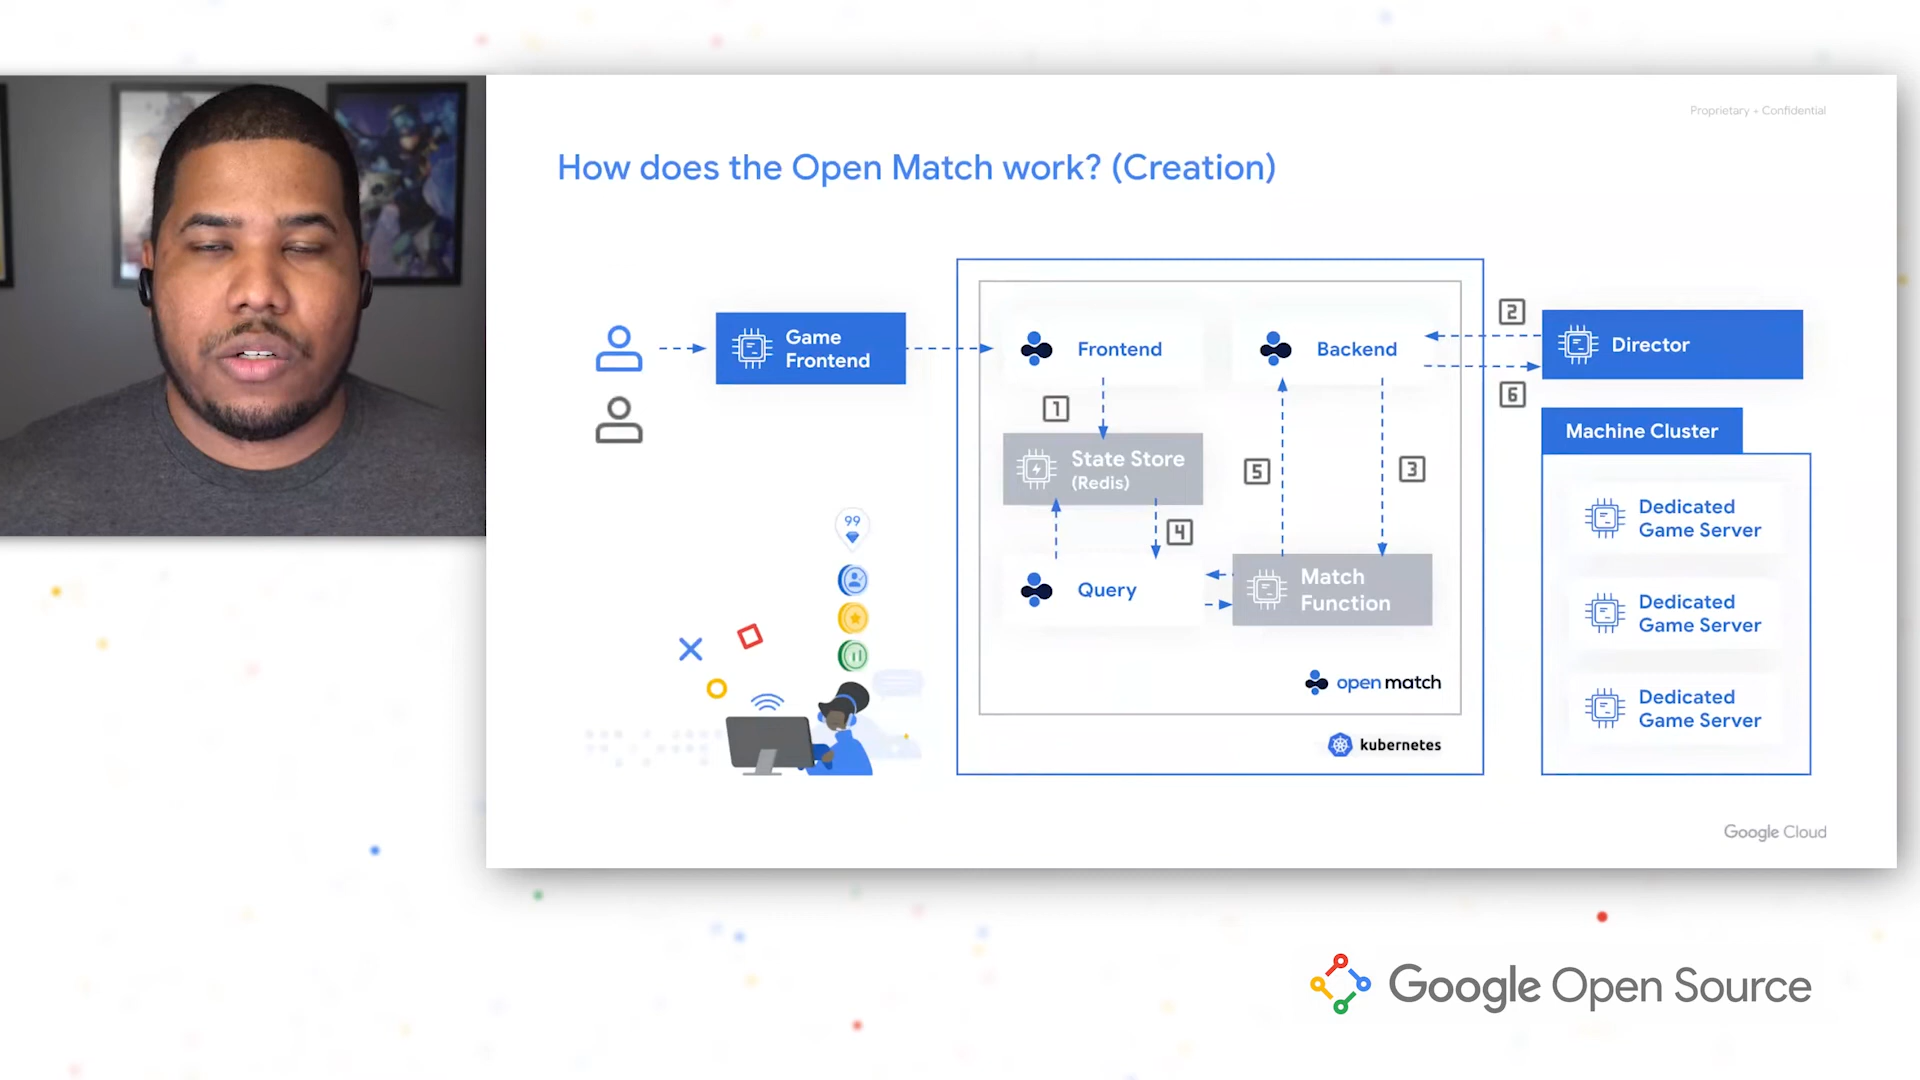 Proprietary + Confidential
How does the Open Match work? (Creation)
Game
Frontend
Frontend
Backend
2
Director
6
1
State Store
(Redis)
5
3
4
Query
Match
Function
open match
kubernetes
Machine Cluster
Dedicated
Game Server
Dedicated
Game Server
Dedicated
Game Server
99
Google Cloud
Google Open Source